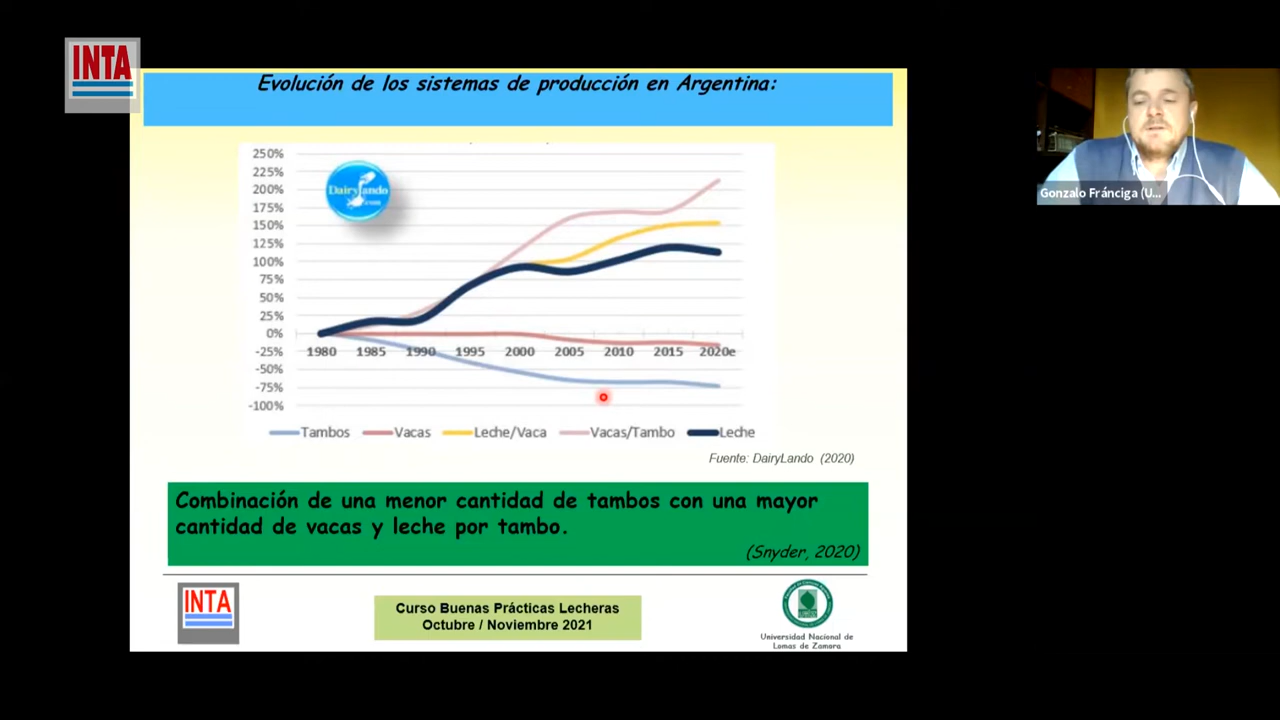 INTA
Evolución de los sistemas de producción en Argentina:
250%
225%
200%
175%
150%
125%
100%
75%
50%
25%
0%
-25%
-50%
-75%
-100%
DairyLando
.com
1980 1985 1990 1995 2000 2005 2010 2015 2020e
Tambos Vacas Leche/Vaca Vacas/Tambo Leche
Fuente: DairyLando (2020)
Combinación de una menor cantidad de tambos con una mayor
cantidad de vacas y leche por tambo.
(Snyder, 2020)
INTA
Curso Buenas Prácticas Lecheras
Octubre / Noviembre 2021
Universidad Nacional de
Lomas de Zamora
Gonzalo Fránciga (U...